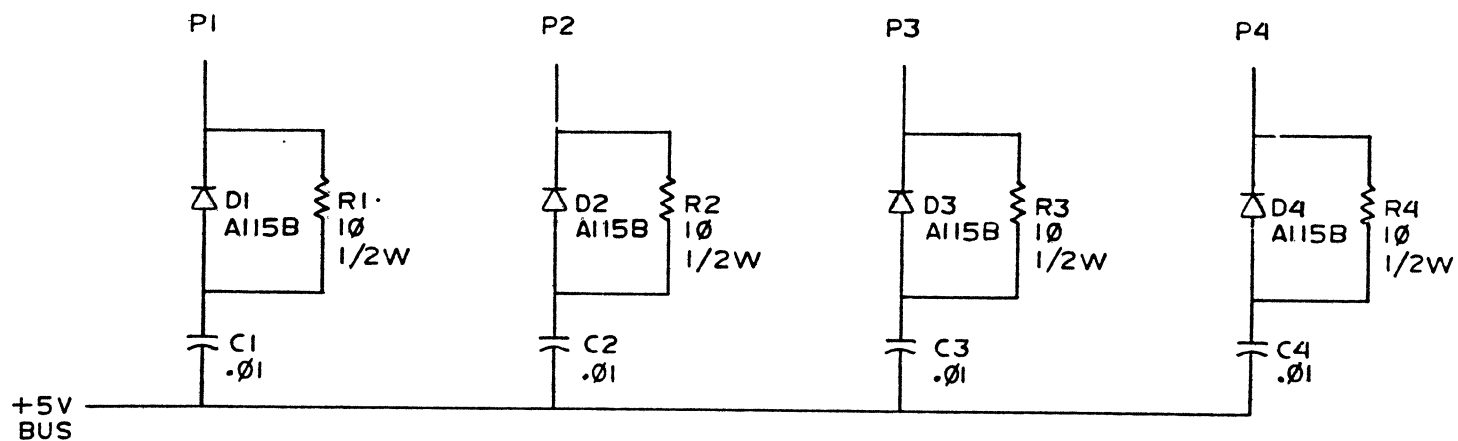 P1
P2
P3
P4
D1
A115B
R1
1Ø
1/2W
D2
A115B
R2
1Ø
1/2W
D3
A115B
R3
1Ø
1/2W
D4
A115B
R4
1Ø
1/2W
C1
.Ø1
C2
.Ø1
C3
.Ø1
C4
.Ø1
+5V
BUS